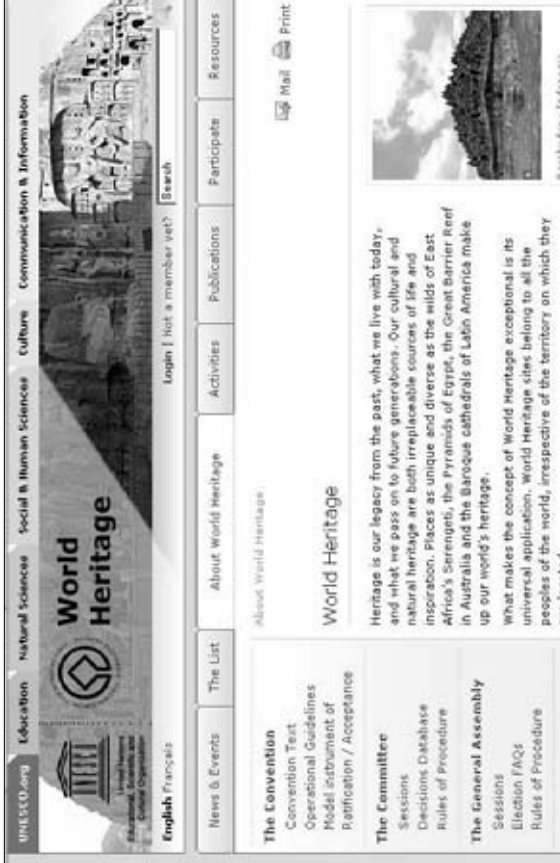 UNESCO.org Education Natural Sciences Social & Human Sciences Culture Communication & Information
United Nations
Educational, Scientific and
Cultural Organization
World
Heritage
English Français
Login | Not a member yet?
Search
News & Events The List About World Heritage Activities Publications Participate Resources
The Convention
Convention Text
Operational Guidelines
Model instrument of
Ratification / Acceptance
The Committee
Sessions
Decisions Database
Rules of Procedure
The General Assembly
Sessions
Election FAQs
Rules of Procedure
About World Heritage
Mail Print
World Heritage
Heritage is our legacy from the past, what we live with today,
and what we pass on to future generations. Our cultural and
natural heritage are both irreplaceable sources of life and
inspiration. Places as unique and diverse as the wilds of East
Africa's Serengeti, the Pyramids of Egypt, the Great Barrier Reef
in Australia and the Baroque cathedrals of Latin America make
up our world's heritage.
What makes the concept of World Heritage exceptional is its
universal application. World Heritage sites belong to all the
peoples of the world, irrespective of the territory on which they